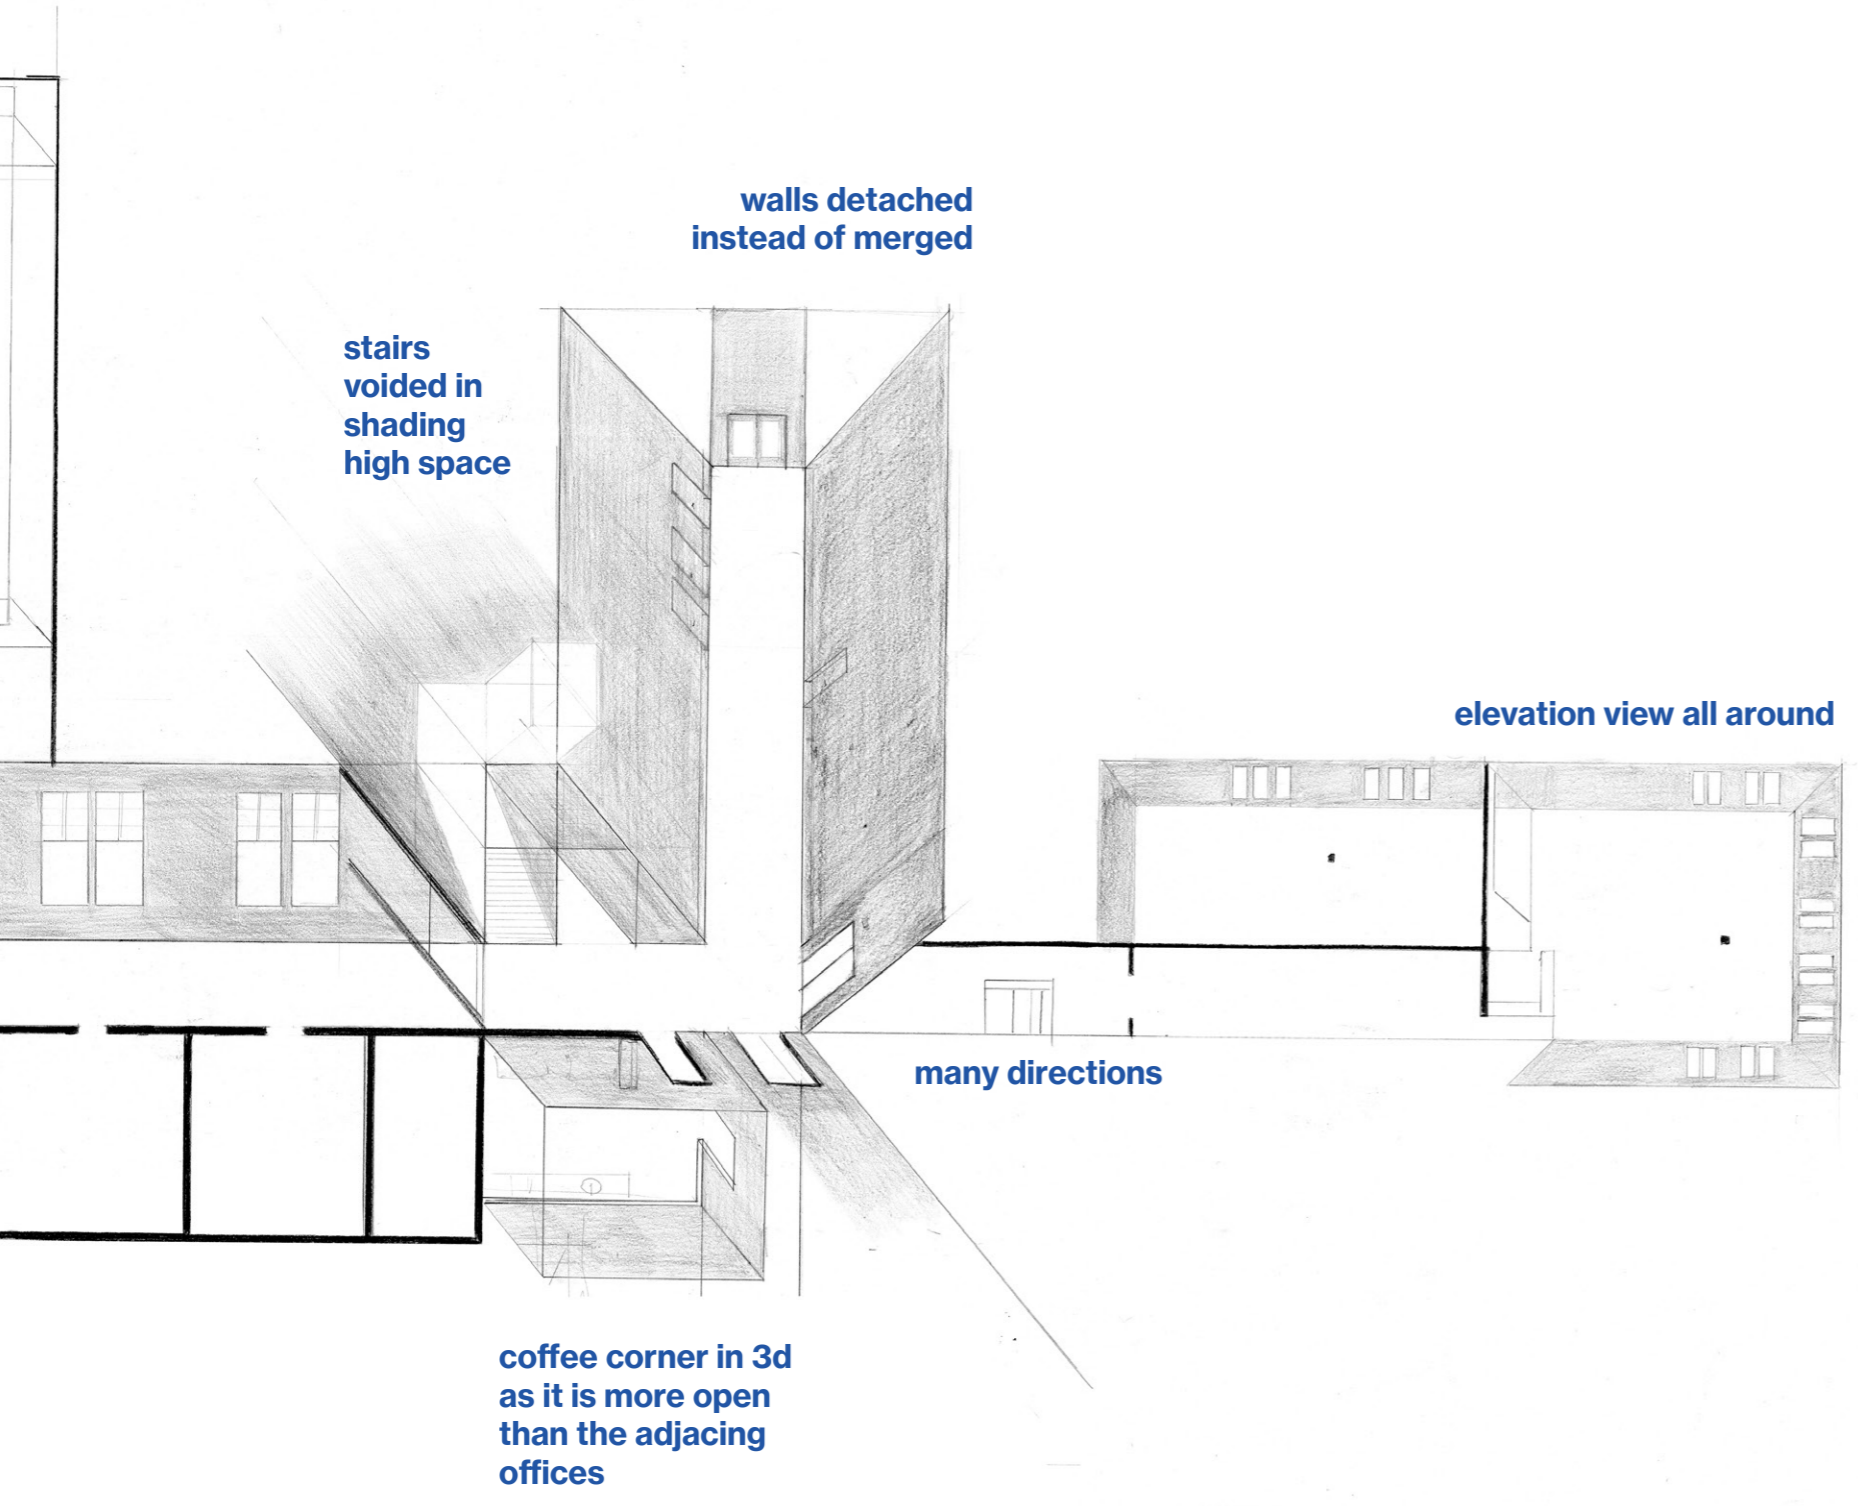 walls detached
instead of merged
stairs
voided in
shading
high space
elevation view all around
many directions
coffee corner in 3d
as it is more open
than the adjacing
offices